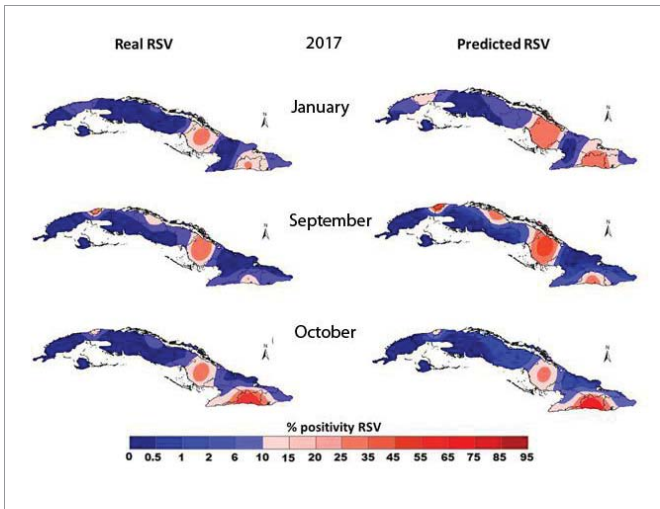 Real RSV 2017 Predicted RSV
January
N N
September
N N
October
N N
% positivity RSV
0 0.5 1 2 6 10 15 20 25 35 45 55 65 75 85 95